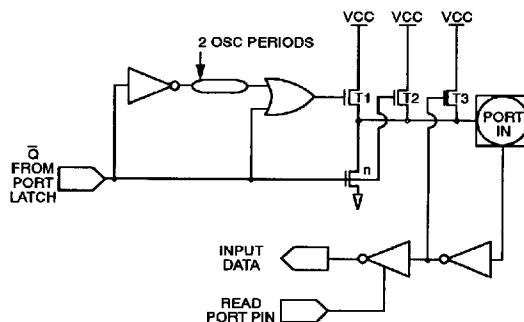 VCC VCC VCC
2 OSC PERIODS
T1 T2 T3
PORT
IN
Q
FROM
PORT
LATCH
n
INPUT
DATA
READ
PORT PIN